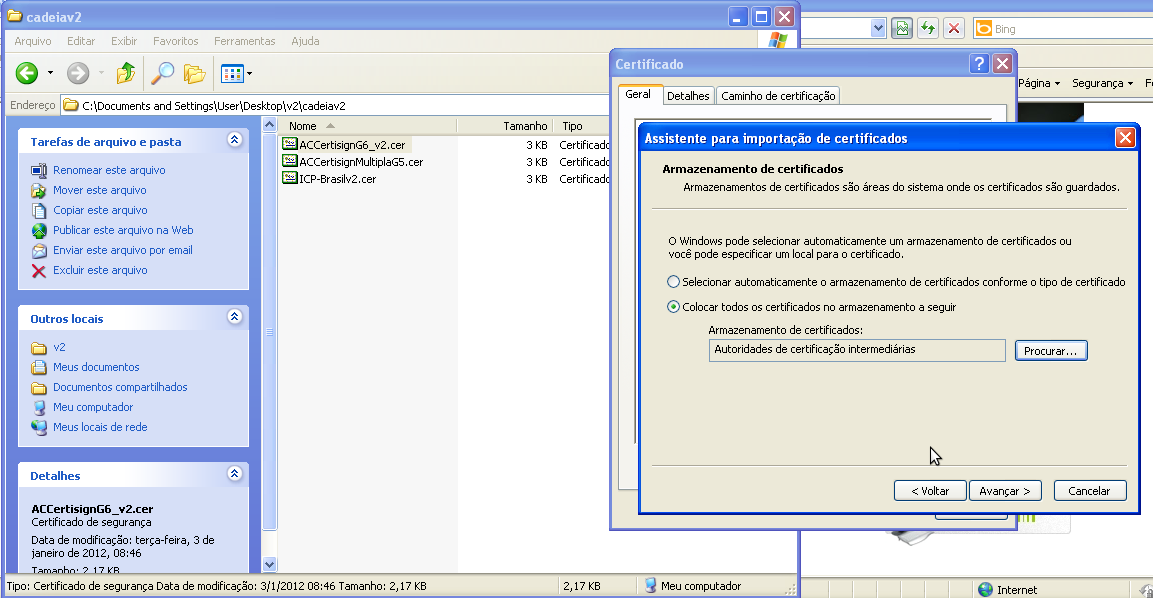 cadeiav2
Arquivo Editar Exibir Favoritos Ferramentas Ajuda
Endereço C:\Documents and Settings\User\Desktop\v2\cadeiav2
Tarefas de arquivo e pasta
Renomear este arquivo
Mover este arquivo
Copiar este arquivo
Publicar este arquivo na Web
Enviar este arquivo por email
Excluir este arquivo
Outros locais
v2
Meus documentos
Documentos compartilhados
Meu computador
Meus locais de rede
Detalhes
ACCertisignG6_v2.cer
Certificado de segurança
Data de modificação: terça-feira, 3 de
janeiro de 2012, 08:46
Tamanho: 2,17 KB
Nome Tamanho Tipo
ACCertisignG6_v2.cer 3 KB Certificado
ACCertisignMultiplaG5.cer 3 KB Certificado
ICP-Brasilv2.cer 3 KB Certificado
Tipo: Certificado de segurança Data de modificação: 3/1/2012 08:46 Tamanho: 2,17 KB 2,17 KB Meu computador
Bing
Página Segurança
Certificado
Geral Detalhes Caminho de certificação
Assistente para importação de certificados
Armazenamento de certificados
Armazenamentos de certificados são áreas do sistema onde os certificados são guardados.
O Windows pode selecionar automaticamente um armazenamento de certificados ou
você pode especificar um local para o certificado.
Selecionar automaticamente o armazenamento de certificados conforme o tipo de certificado
Colocar todos os certificados no armazenamento a seguir
Armazenamento de certificados:
Autoridades de certificação intermediárias Procurar...
< Voltar Avançar > Cancelar
Internet